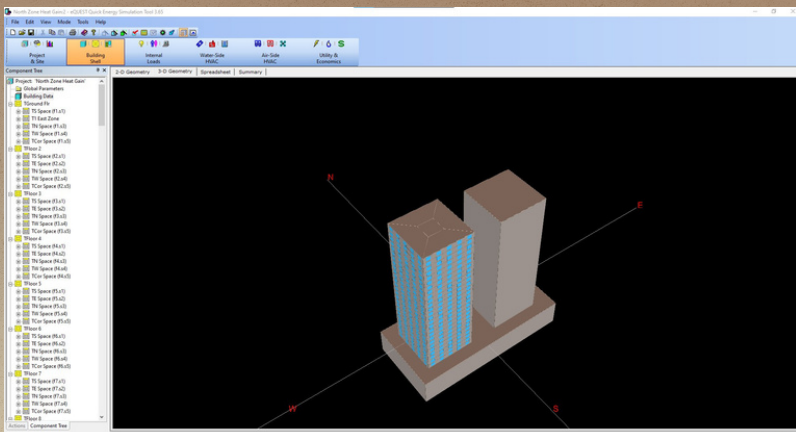 North Zone Heat Gain2 - eQUEST Quick Energy Simulation Tool 3.65
File Edit View Mode Tools Help
Project & Site
Building Shell
Internal Loads
Water-Side HVAC
Air-Side HVAC
Utility & Economics
Component Tree
2-D Geometry 3-D Geometry Spreadsheet Summary
Project: 'North Zone Heat Gain'
Global Parameters
Building Data
TGround Flr
TS Space (f1.s1)
T1 East Zone
TN Space (f1.s3)
TW Space (f1.s4)
TCor Space (f1.s5)
TFloor 2
TS Space (f2.s1)
TE Space (f2.s2)
TN Space (f2.s3)
TW Space (f2.s4)
TCor Space (f2.s5)
TFloor 3
TS Space (f3.s1)
TE Space (f3.s2)
TN Space (f3.s3)
TW Space (f3.s4)
TCor Space (f3.s5)
TFloor 4
TS Space (f4.s1)
TE Space (f4.s2)
TN Space (f4.s3)
TW Space (f4.s4)
TCor Space (f4.s5)
TFloor 5
TS Space (f5.s1)
TE Space (f5.s2)
TN Space (f5.s3)
TW Space (f5.s4)
TCor Space (f5.s5)
TFloor 6
TS Space (f6.s1)
TE Space (f6.s2)
TN Space (f6.s3)
TW Space (f6.s4)
TCor Space (f6.s5)
TFloor 7
TS Space (f7.s1)
TE Space (f7.s2)
TN Space (f7.s3)
TW Space (f7.s4)
TCor Space (f7.s5)
TFloor 8
Actions Component Tree
N
E
W
S